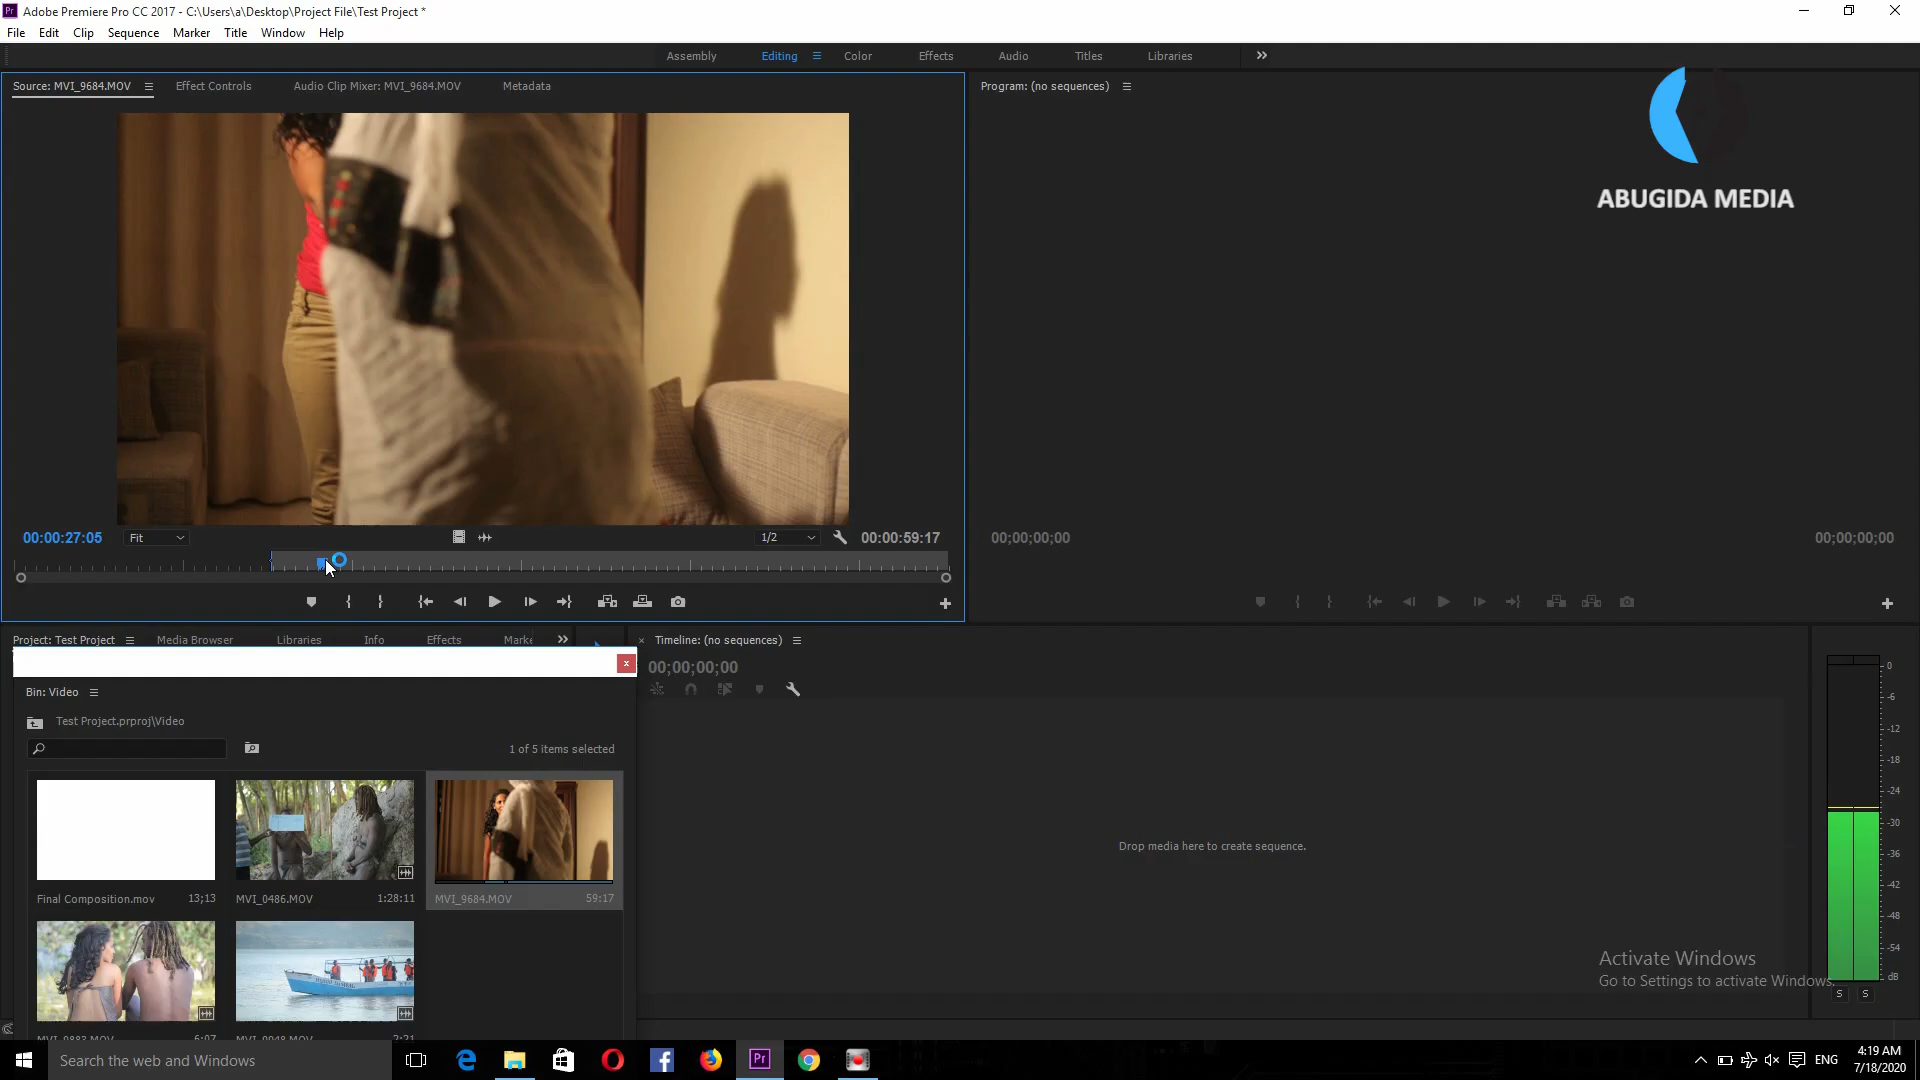 Adobe Premiere Pro CC 2017 - C:\Users\a\Desktop\Project File\Test Project *
File Edit Clip Sequence Marker Title Window Help
Assembly Editing Color Effects Audio Titles Libraries
Source: MVI_9684.MOV Effect Controls Audio Clip Mixer: MVI_9684.MOV Metadata
Program: (no sequences)
ABUGIDA MEDIA
00:00:27:05 Fit 1/2 00:00:59:17
00;00;00;00 00;00;00;00
Project: Test Project Media Browser Libraries Info Effects Marke
Timeline: (no sequences)
00;00;00;00
Bin: Video
Test Project.prproj\Video
1 of 5 items selected
Final Composition.mov 13;13
MVI_0486.MOV 1:28:11
MVI_9684.MOV 59:17
Drop media here to create sequence.
0
-6
-12
-18
-24
-30
-36
-42
-48
-54
dB
S S
Activate Windows
Go to Settings to activate Windows.
Search the web and Windows
Pr
ENG
4:19 AM
7/18/2020